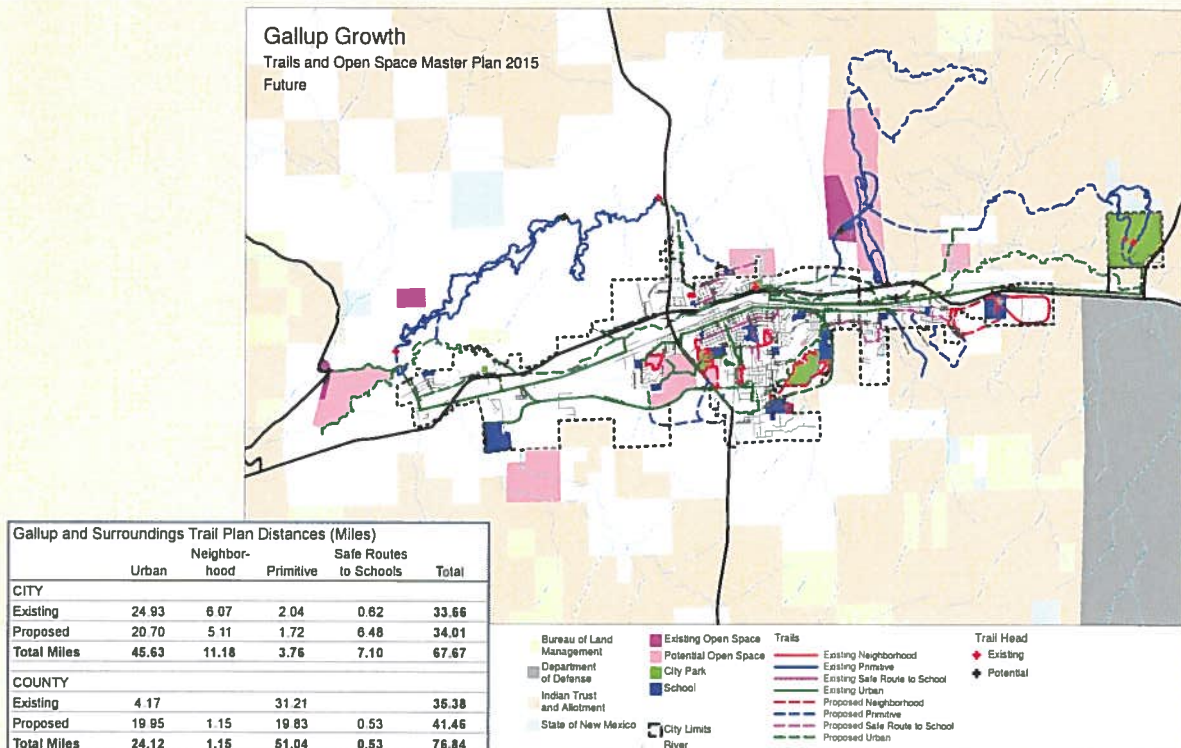 Gallup Growth
Trails and Open Space Master Plan 2015
Future
Gallup and Surroundings Trail Plan Distances (Miles)
Urban Neighbor-hood Primitive Safe Routes to Schools Total
CITY
Existing 24.93 6.07 2.04 0.62 33.66
Proposed 20.70 5.11 1.72 6.48 34.01
Total Miles 45.63 11.18 3.76 7.10 67.67
COUNTY
Existing 4.17 31.21 35.38
Proposed 19.95 1.15 19.83 0.53 41.46
Total Miles 24.12 1.15 51.04 0.53 76.84
Bureau of Land
Management
Department
of Defense
Indian Trust
and Allotment
State of New Mexico
Existing Open Space
Potential Open Space
City Park
School
City Limits
River
Trails
Existing Neighborhood
Existing Primitive
Existing Safe Route to School
Existing Urban
Proposed Neighborhood
Proposed Primitive
Proposed Safe Route to School
Proposed Urban
Trail Head
Existing
Potential